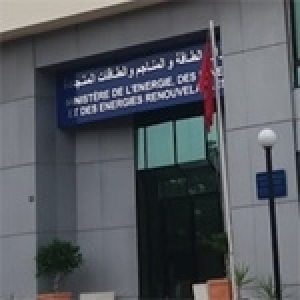 الطاقة و المناجم و الطاقات المتجددة
MINISTÈRE DE L'ENERGIE, DES
ET DES ENERGIES RENOUVELA